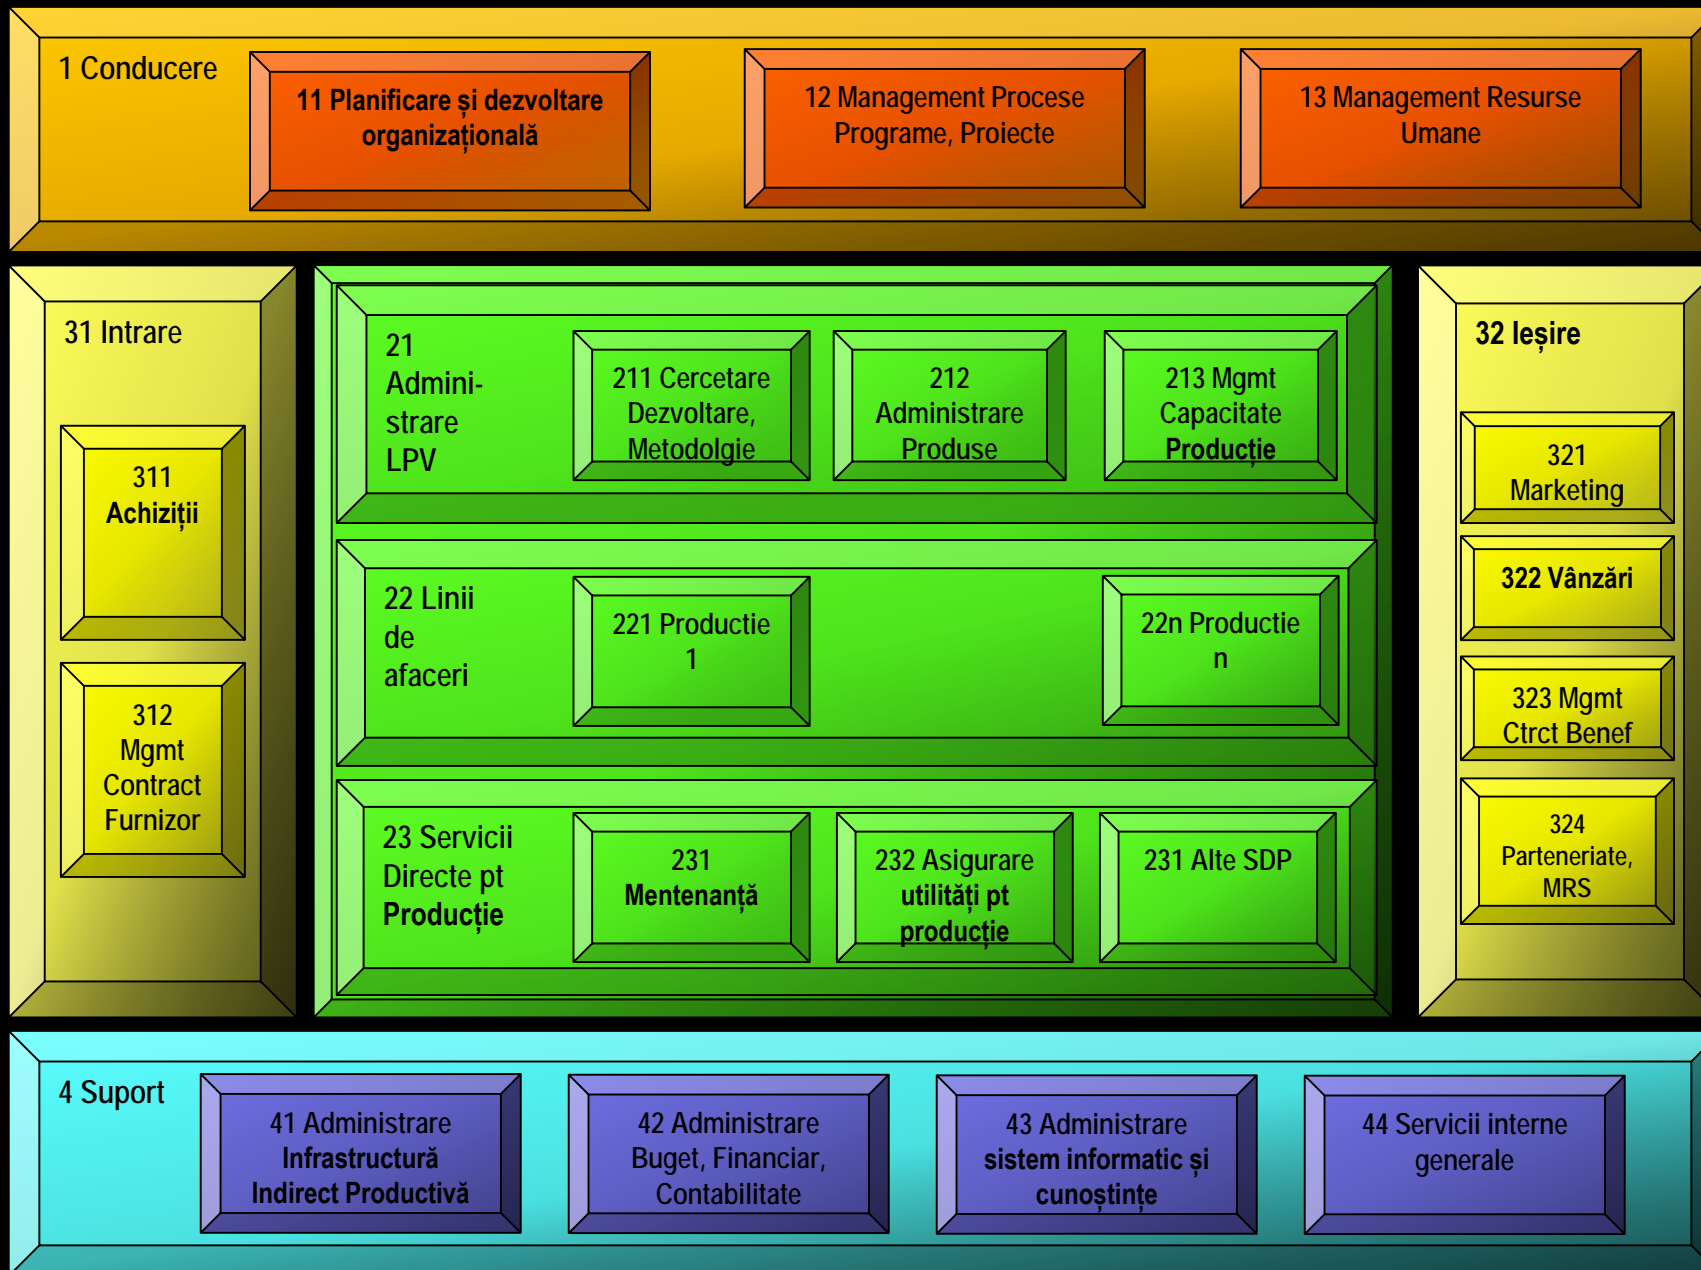 1 Conducere
11 Planificare și dezvoltare
organizațională
12 Management Procese
Programe, Proiecte
13 Management Resurse
Umane
31 Intrare
311
Achiziții
312
Mgmt
Contract
Furnizor
21
Admini-
strare
LPV
211 Cercetare
Dezvoltare,
Metodolgie
212
Administrare
Produse
213 Mgmt
Capacitate
Producție
22 Linii
de
afaceri
221 Productie
1
22n Productie
n
23 Servicii
Directe pt
Producție
231
Mentenanță
232 Asigurare
utilități pt
producție
231 Alte SDP
32 Ieșire
321
Marketing
322 Vânzări
323 Mgmt
Ctrct Benef
324
Parteneriate,
MRS
4 Suport
41 Administrare
Infrastructură
Indirect Productivă
42 Administrare
Buget, Financiar,
Contabilitate
43 Administrare
sistem informatic și
cunoștințe
44 Servicii interne
generale